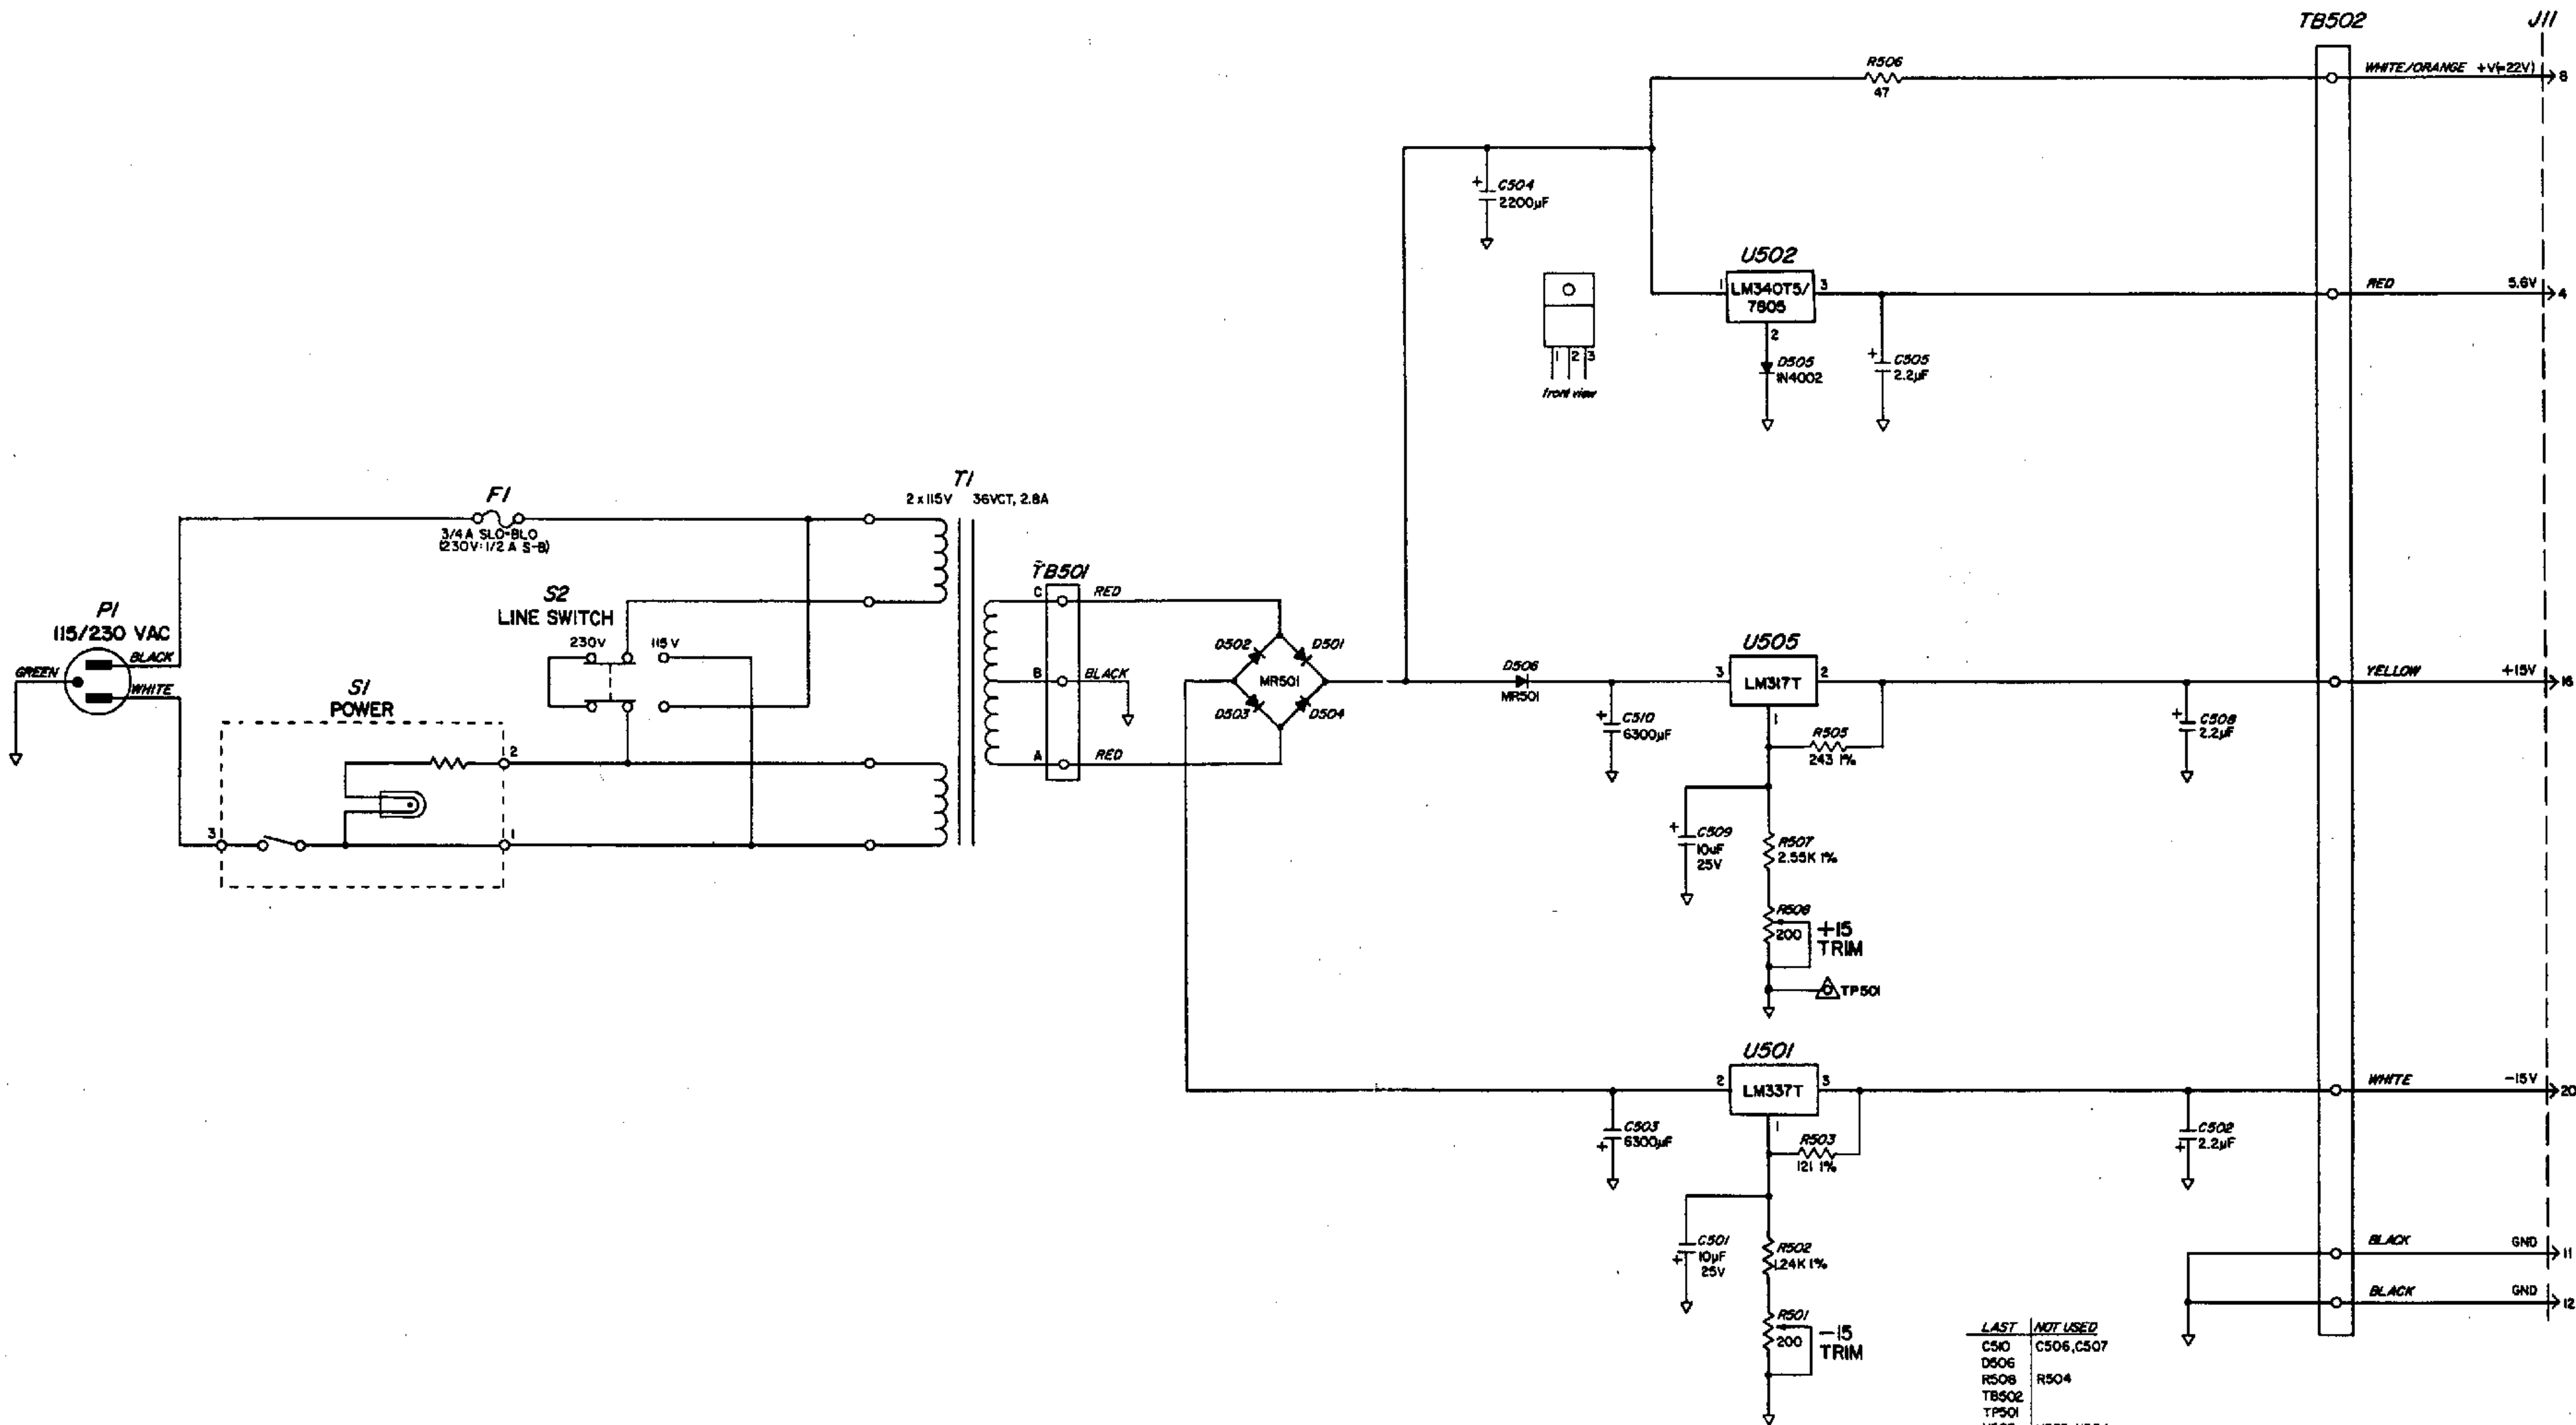 TB502
J11
R506
47
WHITE/ORANGE +V(≈22V)
8
C504
2200µF
+
U502
1
LM340T5/
7805
3
2
D505
1N4002
+
C505
2.2µF
RED
5.6V
4
1 2 3
front view
T1
2 x 115V 36VCT, 2.8A
F1
3/4 A SLO-BLO
(230V: 1/2 A S-B)
TB501
C
RED
B
BLACK
A
RED
S2
LINE SWITCH
230V
115 V
P1
115/230 VAC
BLACK
GREEN
WHITE
S1
POWER
2
3
1
D502
D501
MR501
D503
D504
D506
MR501
+
C510
6300µF
U505
3
LM317T
2
1
R505
243 1%
+
C508
2.2µF
YELLOW
+15V
16
+
C509
10µF
25V
R507
2.55K 1%
R508
200
+15
TRIM
TP501
U501
2
LM337T
3
1
R503
121 1%
C503
6300µF
+
C502
2.2µF
+
WHITE
-15V
20
C501
10µF
25V
+
R502
1.24K 1%
R501
200
-15
TRIM
BLACK
GND
11
BLACK
GND
12
LAST NOT USED
C510 C506,C507
D506
R508 R504
TB502
TP501